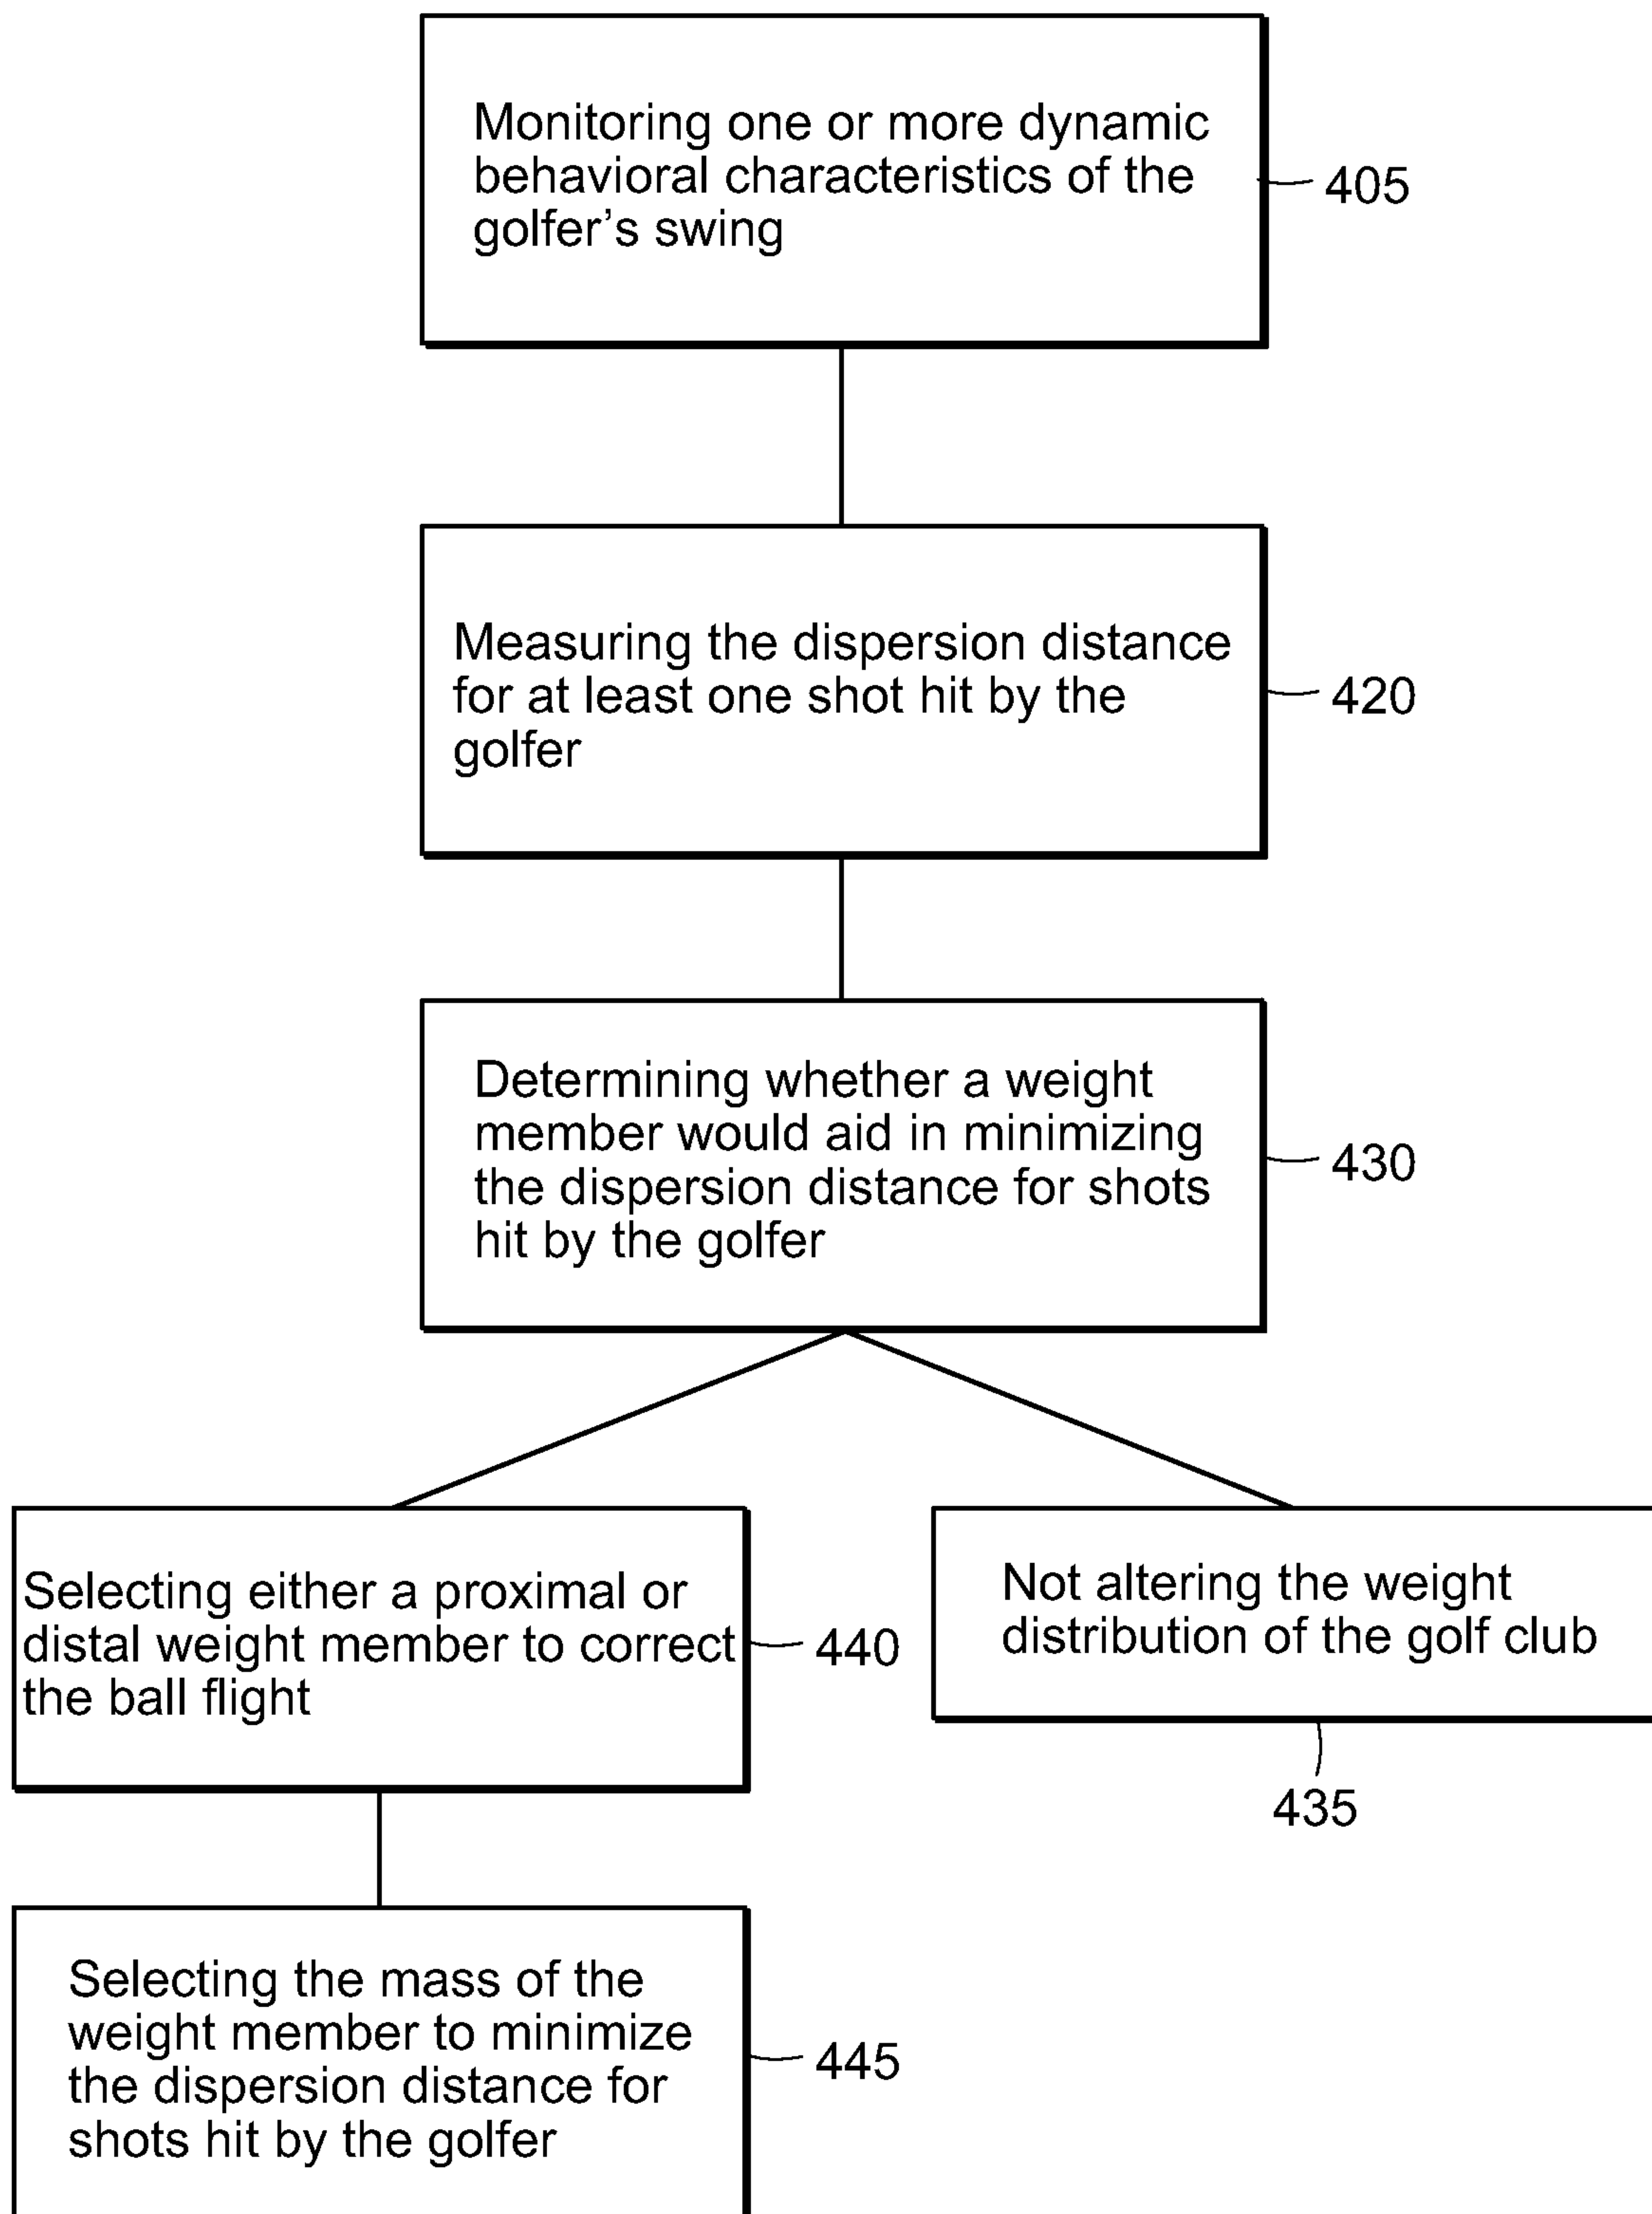 Monitoring one or more dynamic
behavioral characteristics of the
golfer's swing
405
Measuring the dispersion distance
for at least one shot hit by the
golfer
420
Determining whether a weight
member would aid in minimizing
the dispersion distance for shots
hit by the golfer
430
Selecting either a proximal or
distal weight member to correct
the ball flight
440
Not altering the weight
distribution of the golf club
435
Selecting the mass of the
weight member to minimize
the dispersion distance for
shots hit by the golfer
445